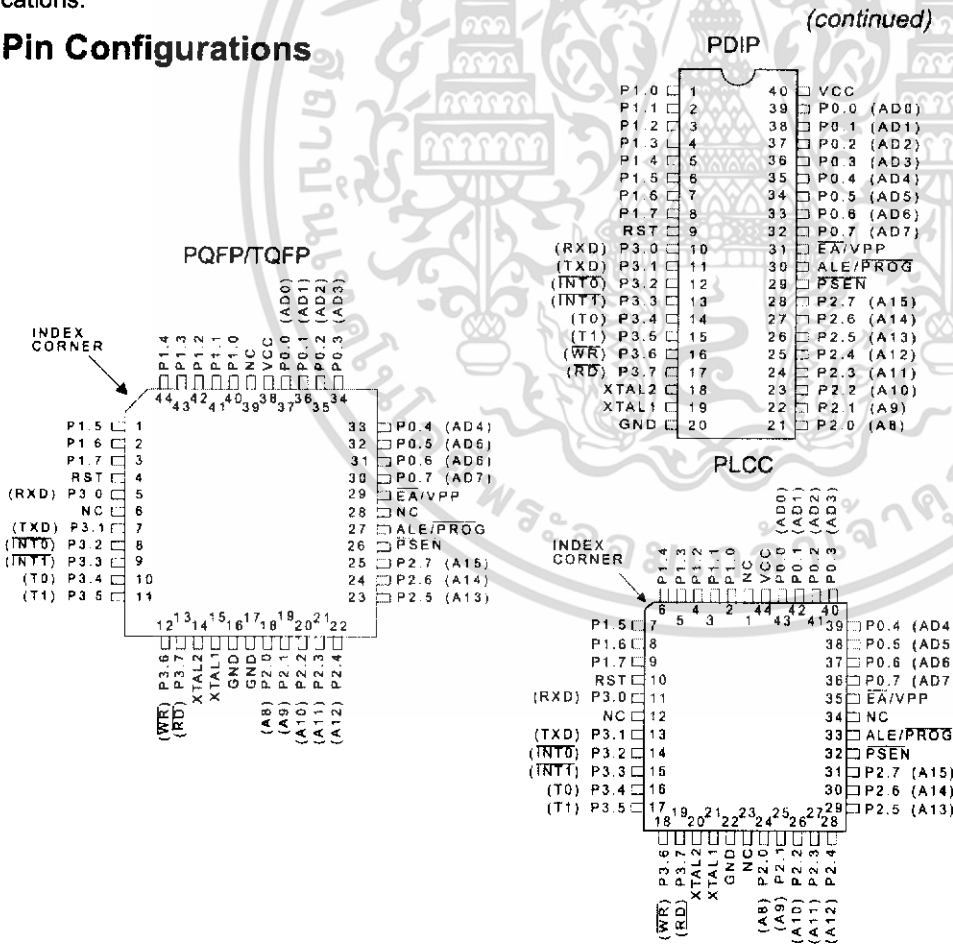 cations.
(continued)
Pin Configurations
PDIP
P1.0 1 40 VCC
P1.1 2 39 P0.0 (AD0)
P1.2 3 38 P0.1 (AD1)
P1.3 4 37 P0.2 (AD2)
P1.4 5 36 P0.3 (AD3)
P1.5 6 35 P0.4 (AD4)
P1.6 7 34 P0.5 (AD5)
P1.7 8 33 P0.6 (AD6)
RST 9 32 P0.7 (AD7)
(RXD) P3.0 10 31 EA/VPP
(TXD) P3.1 11 30 ALE/PROG
(INT0) P3.2 12 29 PSEN
(INT1) P3.3 13 28 P2.7 (A15)
(T0) P3.4 14 27 P2.6 (A14)
(T1) P3.5 15 26 P2.5 (A13)
(WR) P3.6 16 25 P2.4 (A12)
(RD) P3.7 17 24 P2.3 (A11)
XTAL2 18 23 P2.2 (A10)
XTAL1 19 22 P2.1 (A9)
GND 20 21 P2.0 (A8)
PQFP/TQFP
INDEX
CORNER
P1.4 P1.3 P1.2 P1.1 P1.0 NC VCC P0.0 (AD0) P0.1 (AD1) P0.2 (AD2) P0.3 (AD3)
44 43 42 41 40 39 38 37 36 35 34
P1.5 1 33 P0.4 (AD4)
P1.6 2 32 P0.5 (AD5)
P1.7 3 31 P0.6 (AD6)
RST 4 30 P0.7 (AD7)
(RXD) P3.0 5 29 EA/VPP
NC 6 28 NC
(TXD) P3.1 7 27 ALE/PROG
(INT0) P3.2 8 26 PSEN
(INT1) P3.3 9 25 P2.7 (A15)
(T0) P3.4 10 24 P2.6 (A14)
(T1) P3.5 11 23 P2.5 (A13)
12 13 14 15 16 17 18 19 20 21 22
(WR) P3.6 (RD) P3.7 XTAL2 XTAL1 GND GND (A8) P2.0 (A9) P2.1 (A10) P2.2 (A11) P2.3 (A12) P2.4
PLCC
INDEX
CORNER
P1.4 P1.3 P1.2 P1.1 P1.0 NC VCC P0.0 (AD0) P0.1 (AD1) P0.2 (AD2) P0.3 (AD3)
6 5 4 3 2 1 44 43 42 41 40
P1.5 7 39 P0.4 (AD4
P1.6 8 38 P0.5 (AD5
P1.7 9 37 P0.6 (AD6
RST 10 36 P0.7 (AD7
(RXD) P3.0 11 35 EA/VPP
NC 12 34 NC
(TXD) P3.1 13 33 ALE/PROG
(INT0) P3.2 14 32 PSEN
(INT1) P3.3 15 31 P2.7 (A15)
(T0) P3.4 16 30 P2.6 (A14)
(T1) P3.5 17 29 P2.5 (A13)
18 19 20 21 22 23 24 25 26 27 28
(WR) P3.6 (RD) P3.7 XTAL2 XTAL1 GND NC (A8) P2.0 (A9) P2.1 (A10) P2.2 (A11) P2.3 (A12) P2.4